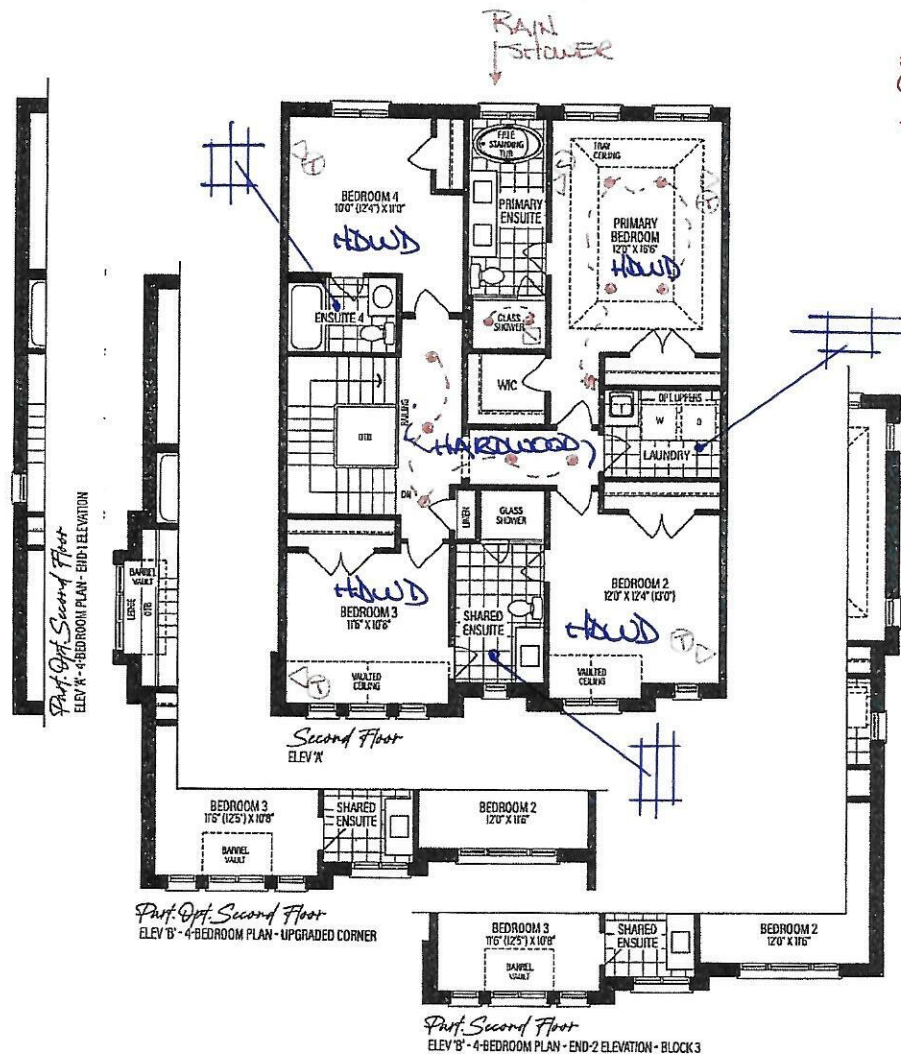 RAIN
SHOWER
FREE
STANDING
TUB
TRAY
CEILING
T
BEDROOM 4
10'0" (12'4") X 11'0"
HDWD
PRIMARY
ENSUITE
PRIMARY
BEDROOM
12'0" X 16'6"
HDWD
ENSUITE 4
GLASS
SHOWER
WIC
OPT. UPPERS
W
D
LAUNDRY
RAILING
OTB
(HARDWOOD)
DN
LINEN
GLASS
SHOWER
HDWD
BEDROOM 3
11'6" X 10'8"
SHARED
ENSUITE
BEDROOM 2
12'0" X 12'4" (13'0")
HDWD
T
VAULTED
CEILING
T
VAULTED
CEILING
Second Floor
ELEV 'A'
Part. Opt. Second Floor
ELEV 'A' - 4-BEDROOM PLAN - END-1 ELEVATION
BARREL
VAULT
LEDGE
OTB
BEDROOM 3
11'6" (12'5") X 10'8"
BARREL
VAULT
SHARED
ENSUITE
BEDROOM 2
12'0" X 11'6"
Part. Opt. Second Floor
ELEV 'B' - 4-BEDROOM PLAN - UPGRADED CORNER
BEDROOM 3
11'6" (12'5") X 10'8"
BARREL
VAULT
SHARED
ENSUITE
BEDROOM 2
12'0" X 11'6"
Part. Second Floor
ELEV 'B' - 4-BEDROOM PLAN - END-2 ELEVATION - BLOCK 3